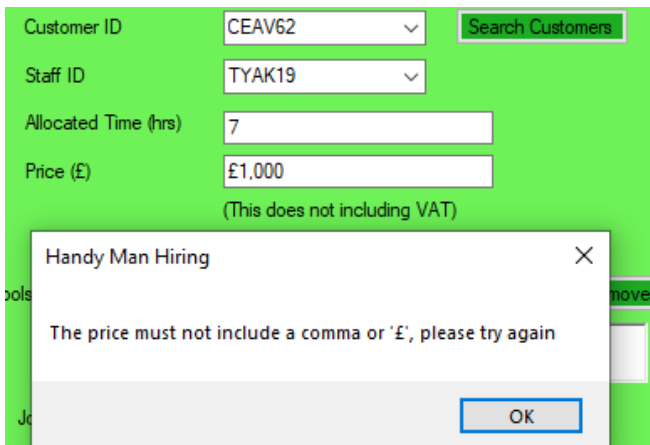 Customer ID CEAV62 Search Customers
Staff ID TYAK19
Allocated Time (hrs) 7
Price (£) £1,000
(This does not including VAT)
Handy Man Hiring
The price must not include a comma or '£', please try again
OK